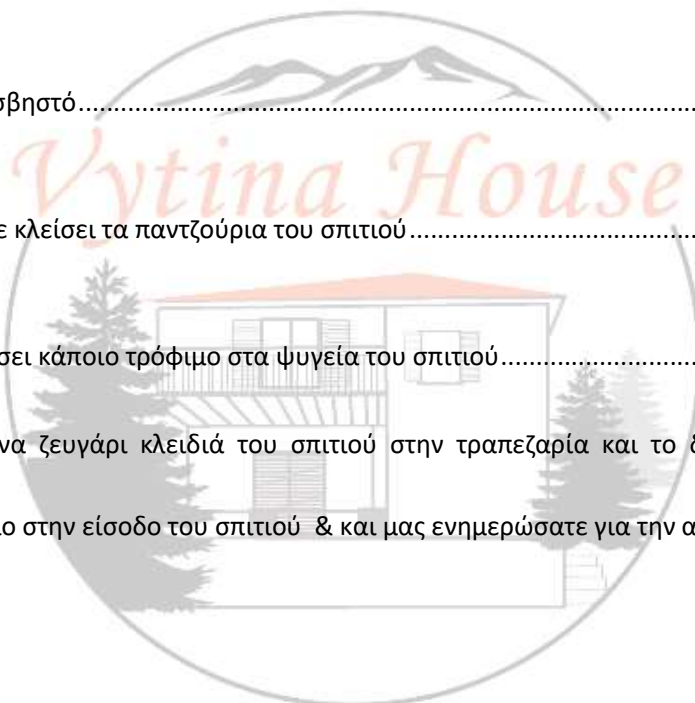 σβηστό
Vytina House
ε κλείσει τα παντζούρια του σπιτιού
σει κάποιο τρόφιμο στα ψυγεία του σπιτιού
να ζευγάρι κλειδιά του σπιτιού στην τραπεζαρία και το δ
ιο στην είσοδο του σπιτιού & και μας ενημερώσατε για την α